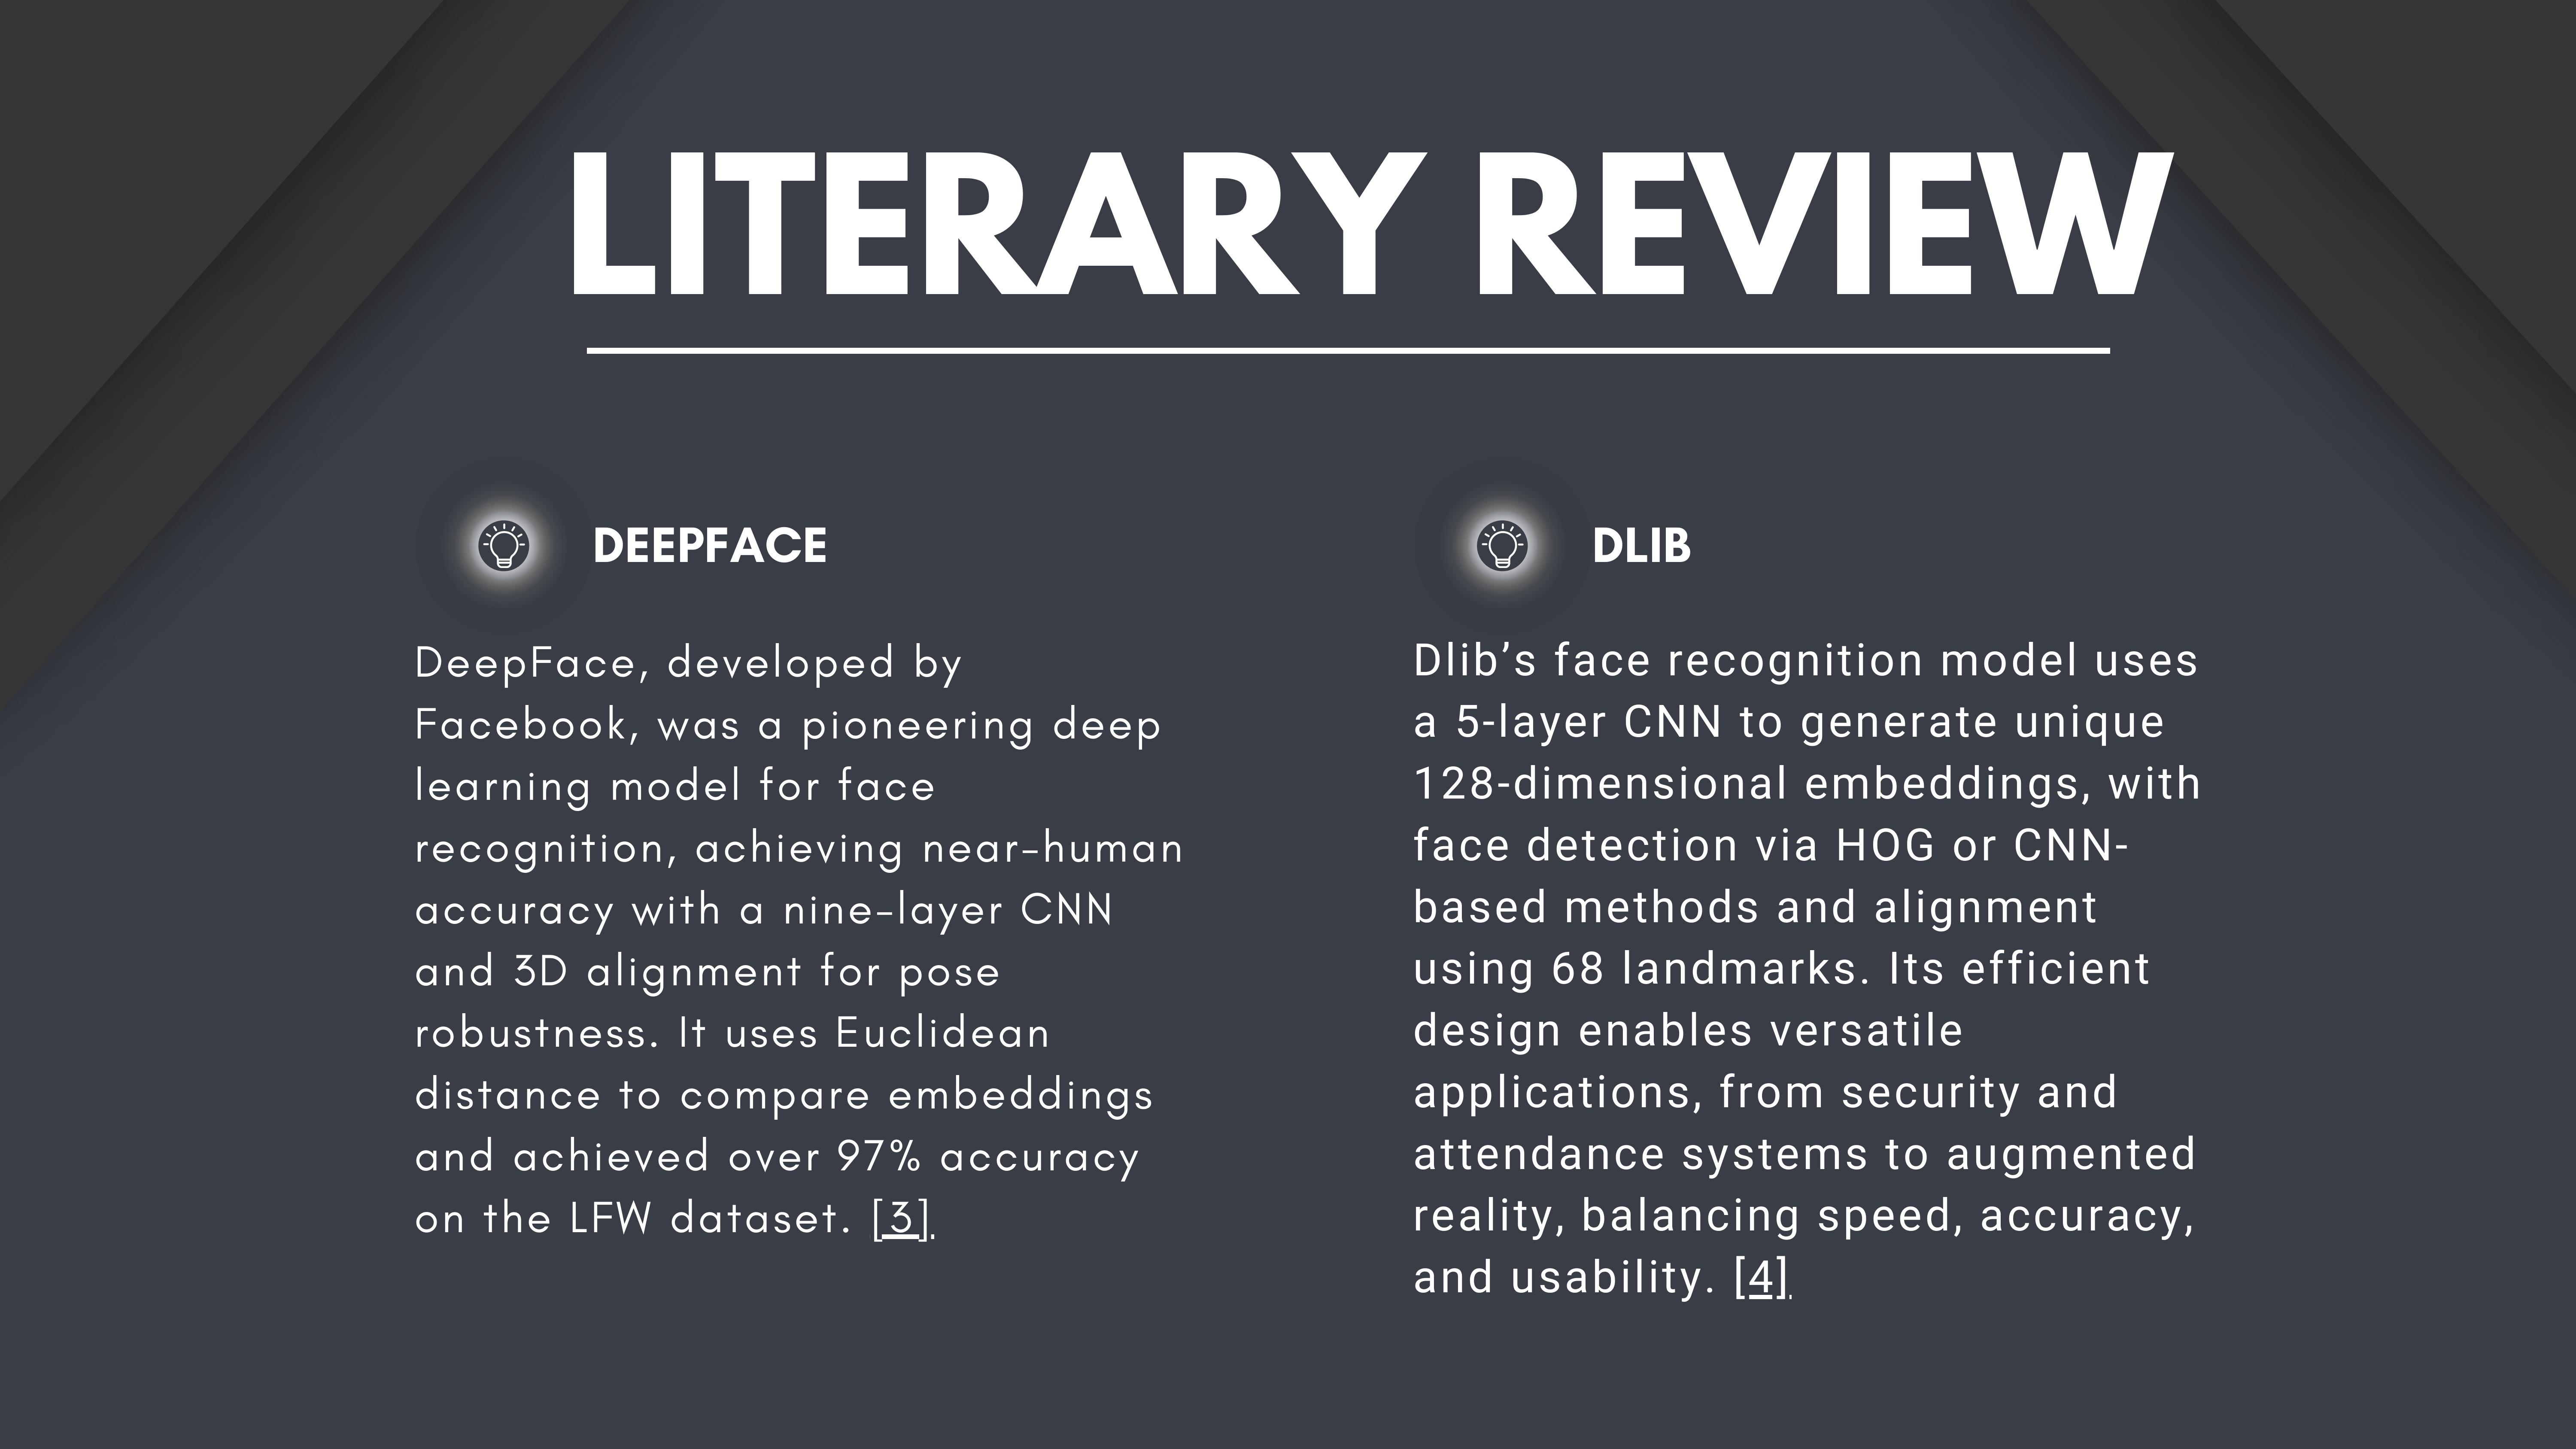 LITERARY REVIEW
DEEPFACE
DeepFace, developed by
Facebook, was a pioneering deep
learning model for face
recognition, achieving near-human
accuracy with a nine-layer CNN
and 3D alignment for pose
robustness. It uses Euclidean
distance to compare embeddings
and achieved over 97% accuracy
on the LFW dataset. [3].
DLIB
Dlib’s face recognition model uses
a 5-layer CNN to generate unique
128-dimensional embeddings, with
face detection via HOG or CNN-
based methods and alignment
using 68 landmarks. Its efficient
design enables versatile
applications, from security and
attendance systems to augmented
reality, balancing speed, accuracy,
and usability. [4].